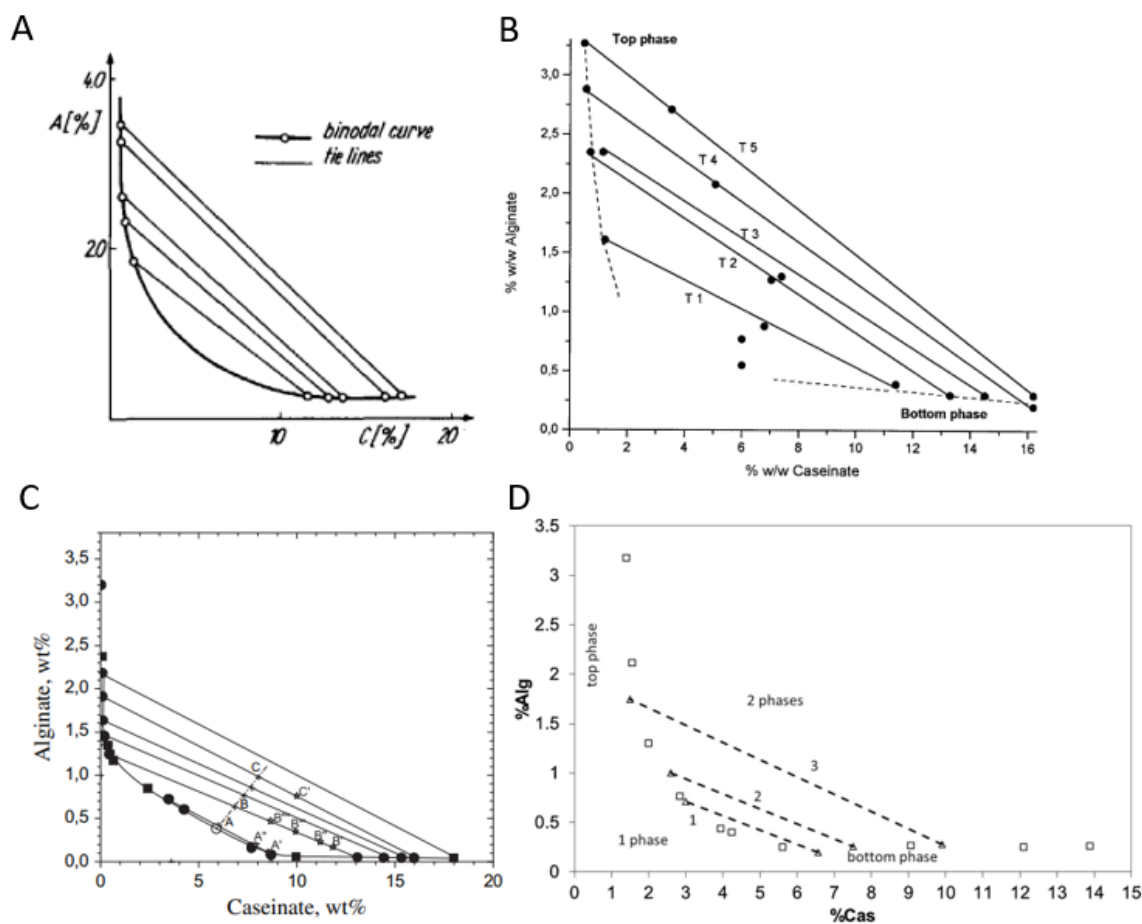 A
4.0
A[%]
binodal curve
tie lines
2.0
10
C[%]
20
B
Top phase
3,0
2,5
2,0
1,5
1,0
0,5
0,0
% w/w Alginate
T 5
T 4
T 3
T 2
T 1
Bottom phase
0
2
4
6
8
10
12
14
16
% w/w Caseinate
C
3,5
3,0
2,5
2,0
1,5
1,0
0,5
0,0
Alginate, wt%
C
C'
B
A
B''''
B'''
B''
B'
A''
A'
0
5
10
15
20
Caseinate, wt%
D
3.5
3
2.5
2
1.5
1
0.5
0
%Alg
top phase
2 phases
3
2
1
1 phase
bottom phase
0
1
2
3
4
5
6
7
8
9
10
11
12
13
14
15
%Cas